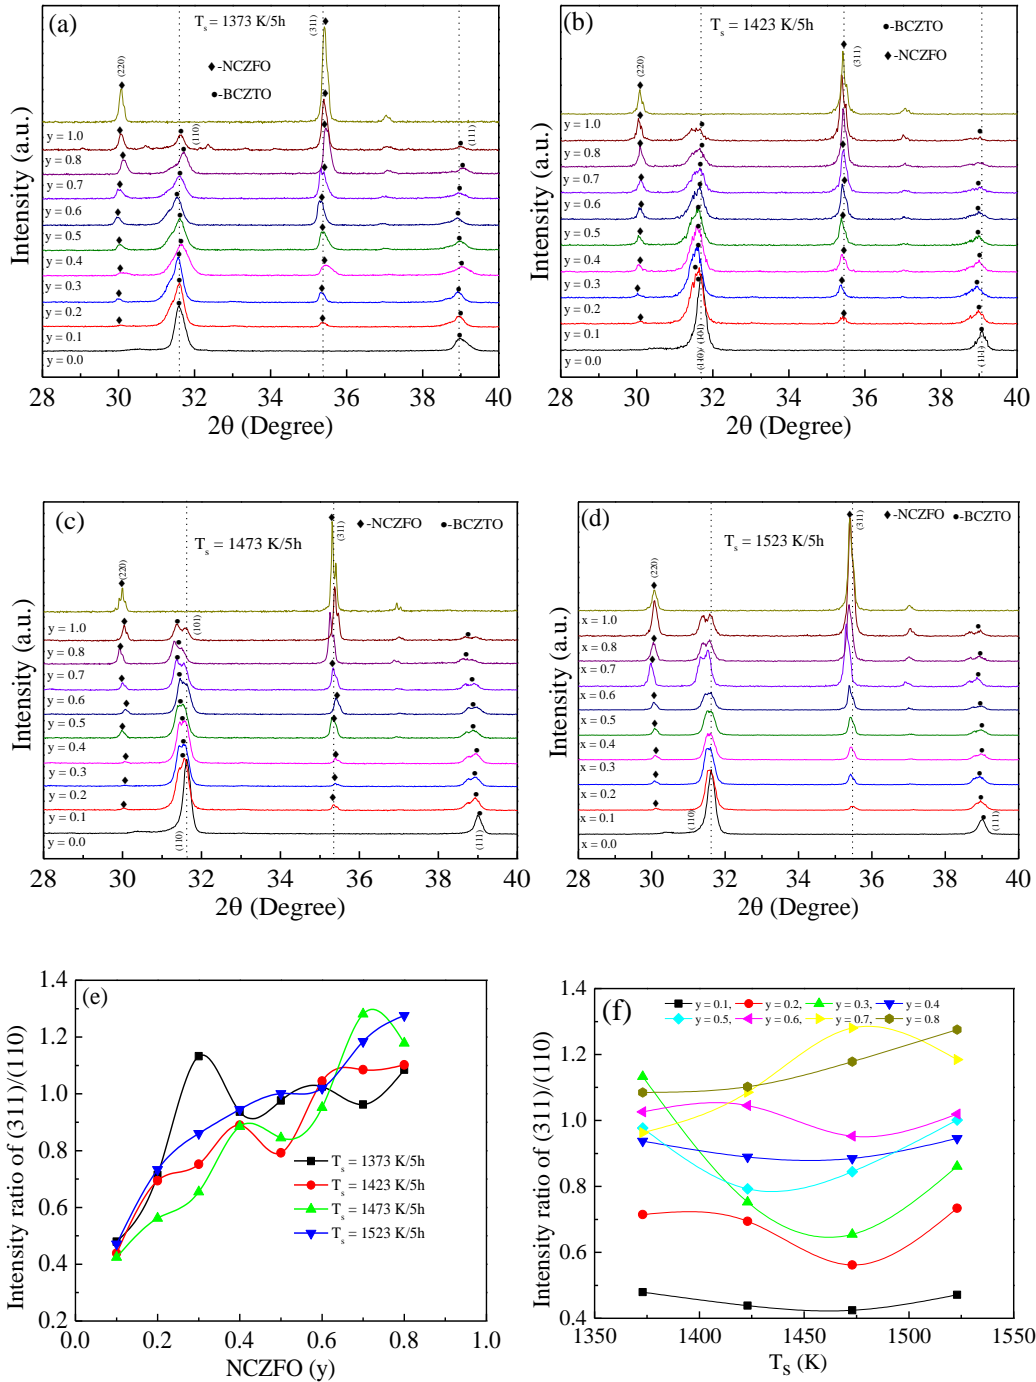 (a)
T_s = 1373 K/5h
(311)
(220)
◆-NCZFO
●-BCZTO
(110)
(111)
y = 1.0
y = 0.8
y = 0.7
y = 0.6
y = 0.5
y = 0.4
y = 0.3
y = 0.2
y = 0.1
y = 0.0
Intensity (a.u.)
28 30 32 34 36 38 40
2θ (Degree)
(b)
T_s = 1423 K/5h
●-BCZTO
◆-NCZFO
(220)
(311)
y = 1.0
y = 0.8
y = 0.7
y = 0.6
y = 0.5
y = 0.4
y = 0.3
y = 0.2
y = 0.1
y = 0.0
(110)/ (101)
(111)
Intensity (a.u.)
28 30 32 34 36 38 40
2θ (Degree)
(c)
◆-NCZFO ●-BCZTO
T_s = 1473 K/5h
(311)
(220)
(101)
y = 1.0
y = 0.8
y = 0.7
y = 0.6
y = 0.5
y = 0.4
y = 0.3
y = 0.2
y = 0.1
y = 0.0
(110)
(111)
Intensity (a.u.)
28 30 32 34 36 38 40
2θ (Degree)
(d)
◆-NCZFO ●-BCZTO
T_s = 1523 K/5h
(311)
(220)
x = 1.0
x = 0.8
x = 0.7
x = 0.6
x = 0.5
x = 0.4
x = 0.3
x = 0.2
x = 0.1
x = 0.0
(110)
(111)
Intensity (a.u.)
28 30 32 34 36 38 40
2θ (Degree)
(e)
1.4
1.2
1.0
0.8
0.6
0.4
0.2
Intensity ratio of (311)/(110)
T_s = 1373 K/5h
T_s = 1423 K/5h
T_s = 1473 K/5h
T_s = 1523 K/5h
0.0 0.2 0.4 0.6 0.8 1.0
NCZFO (y)
(f)
y = 0.1, y = 0.2, y = 0.3, y = 0.4
y = 0.5, y = 0.6, y = 0.7, y = 0.8
1.4
1.2
1.0
0.8
0.6
0.4
Intensity ratio of (311)/(110)
1350 1400 1450 1500 1550
T_S (K)